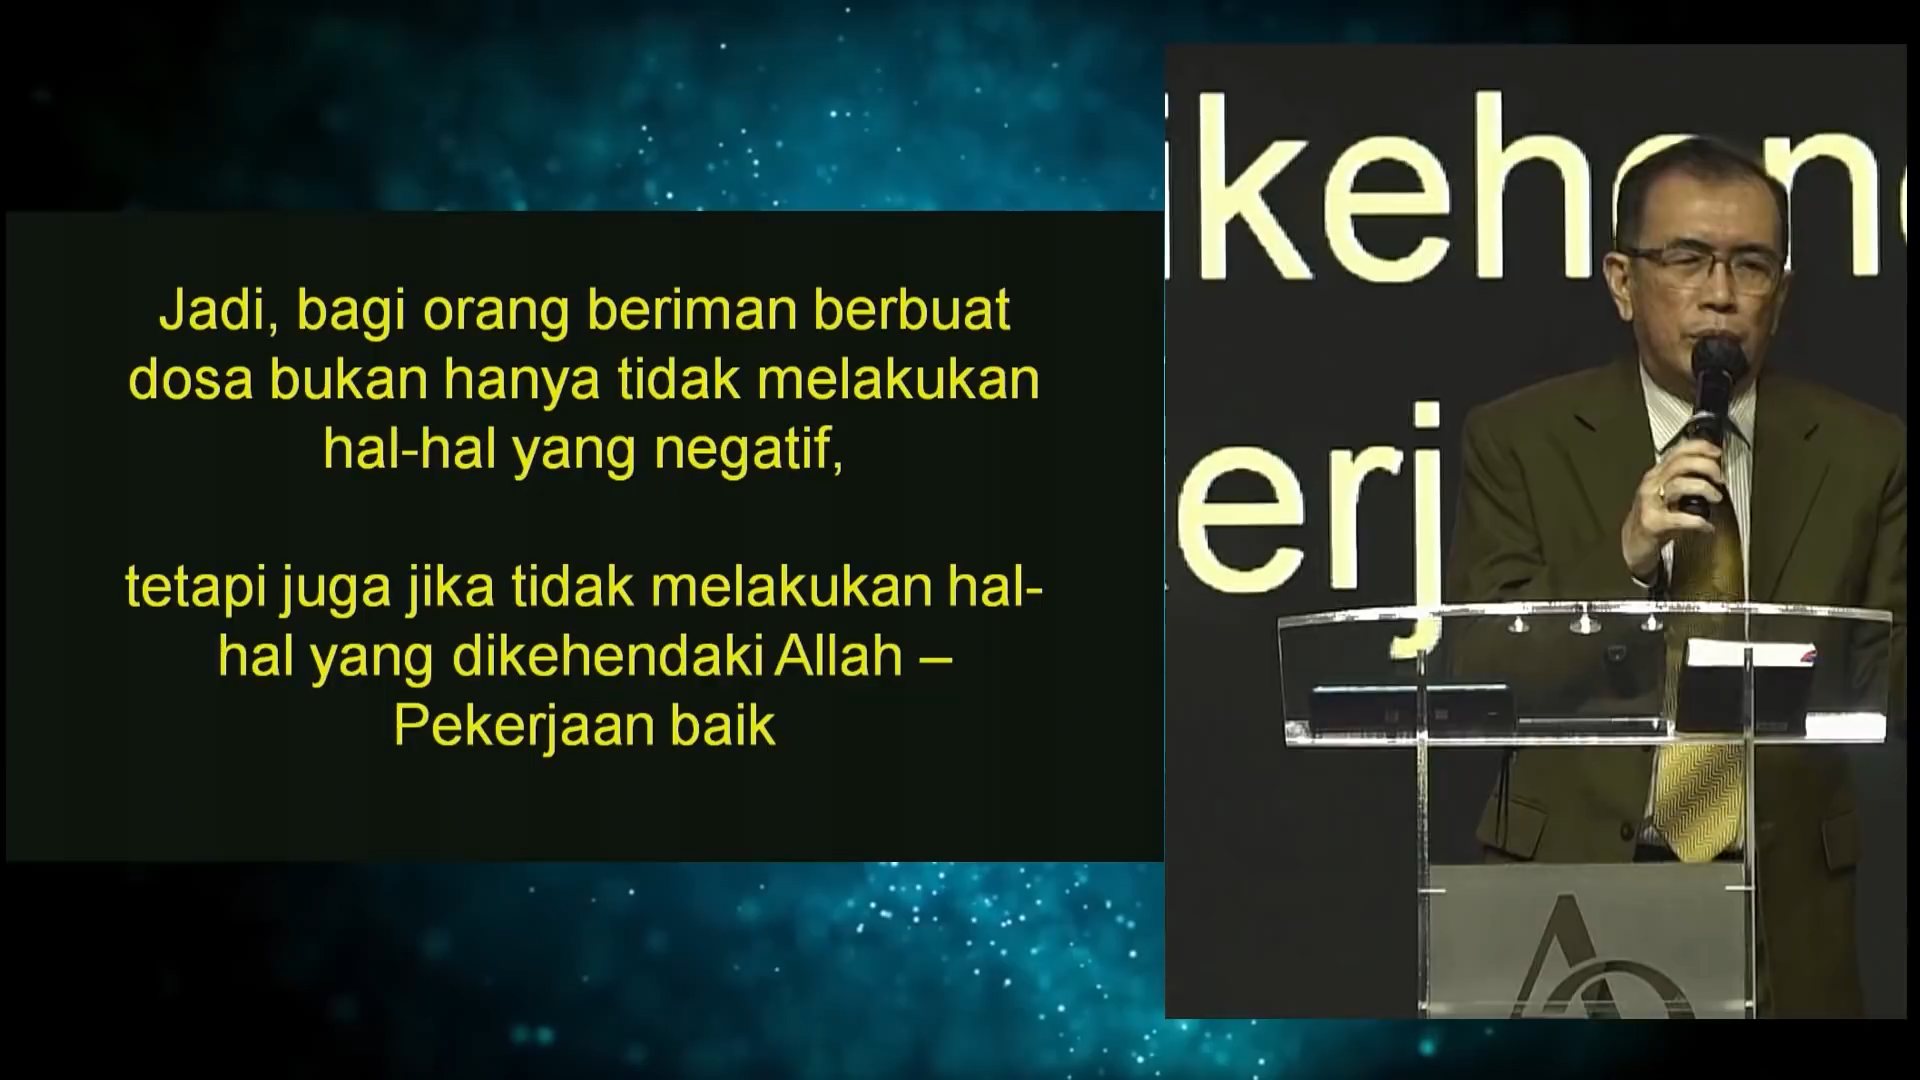 Jadi, bagi orang beriman berbuat
dosa bukan hanya tidak melakukan
hal-hal yang negatif,
tetapi juga jika tidak melakukan hal-
hal yang dikehendaki Allah –
Pekerjaan baik